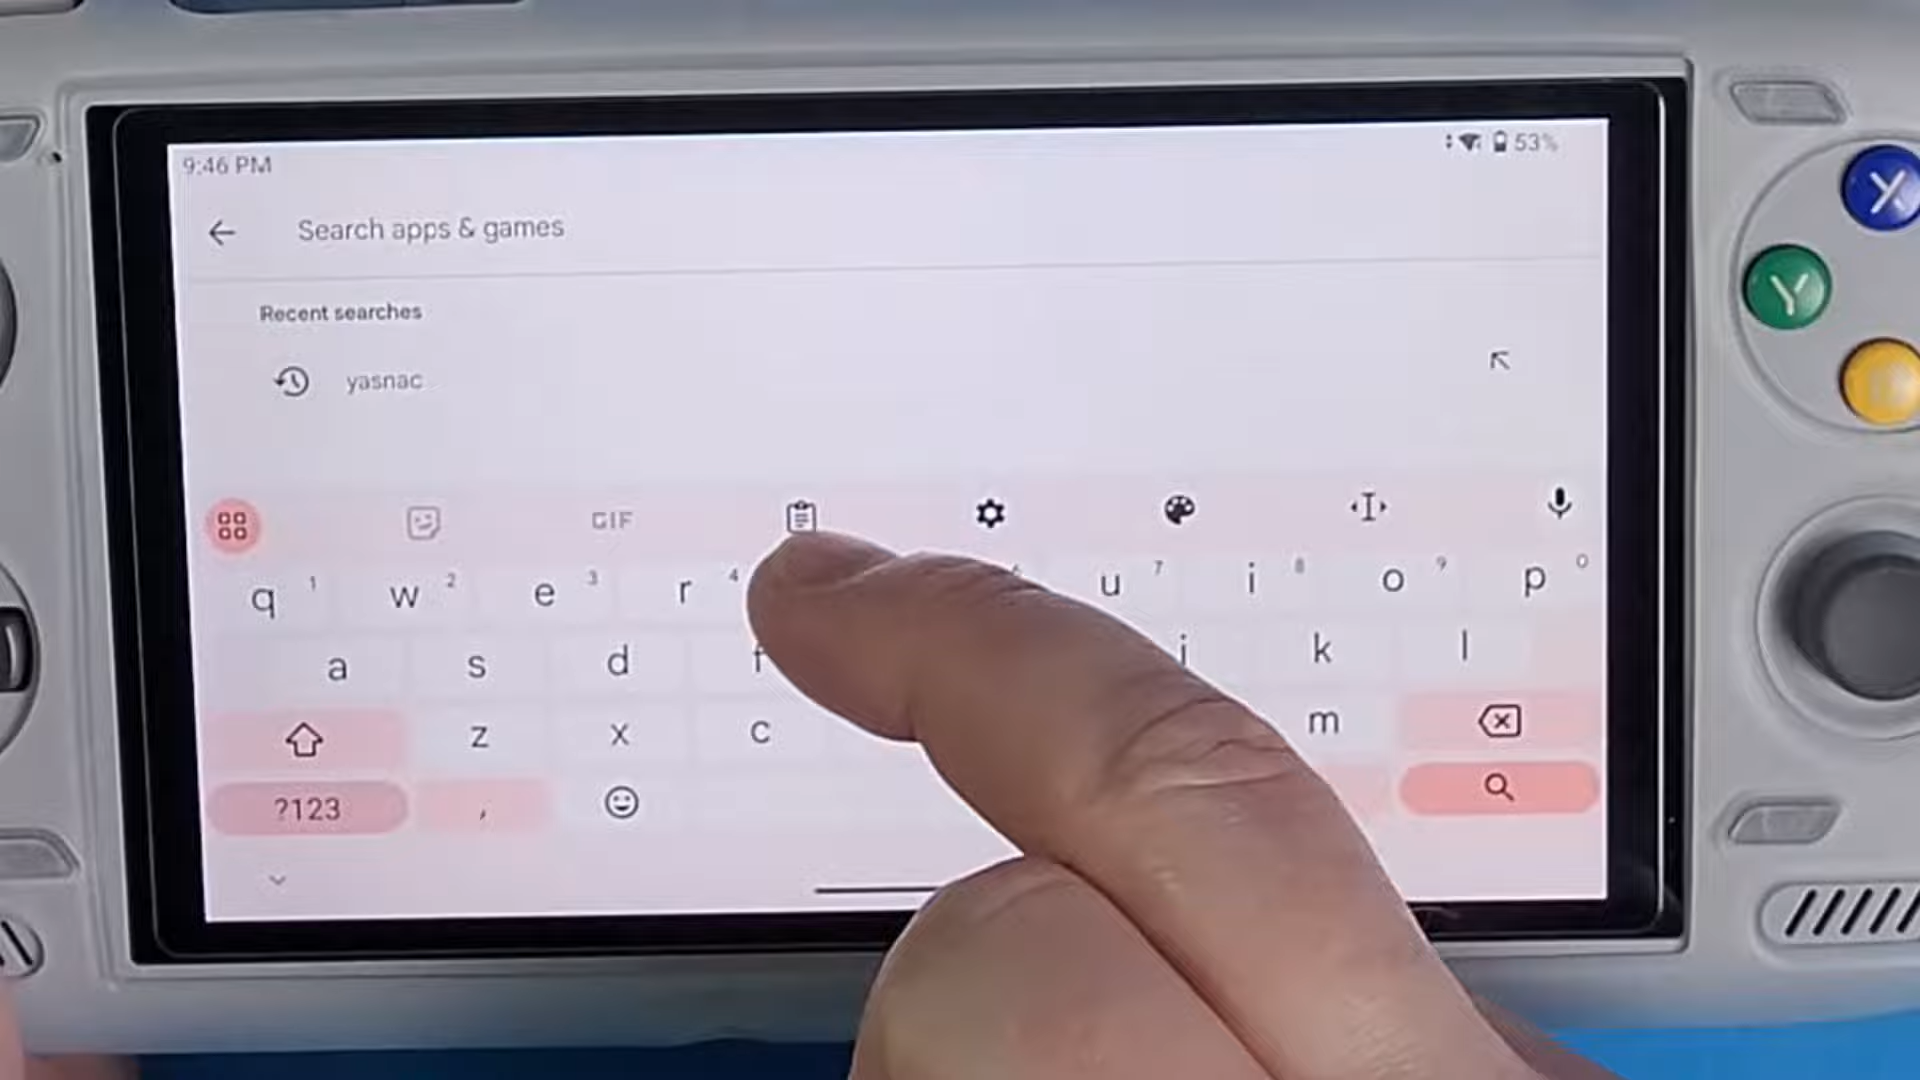 9:46 PM
53%
Search apps & games
Recent searches
yasnac
GIF
q 1 w 2 e 3 r 4 u 7 i 8 o 9 p 0
a s d f j k l
z x c m
?123 ,
X
Y